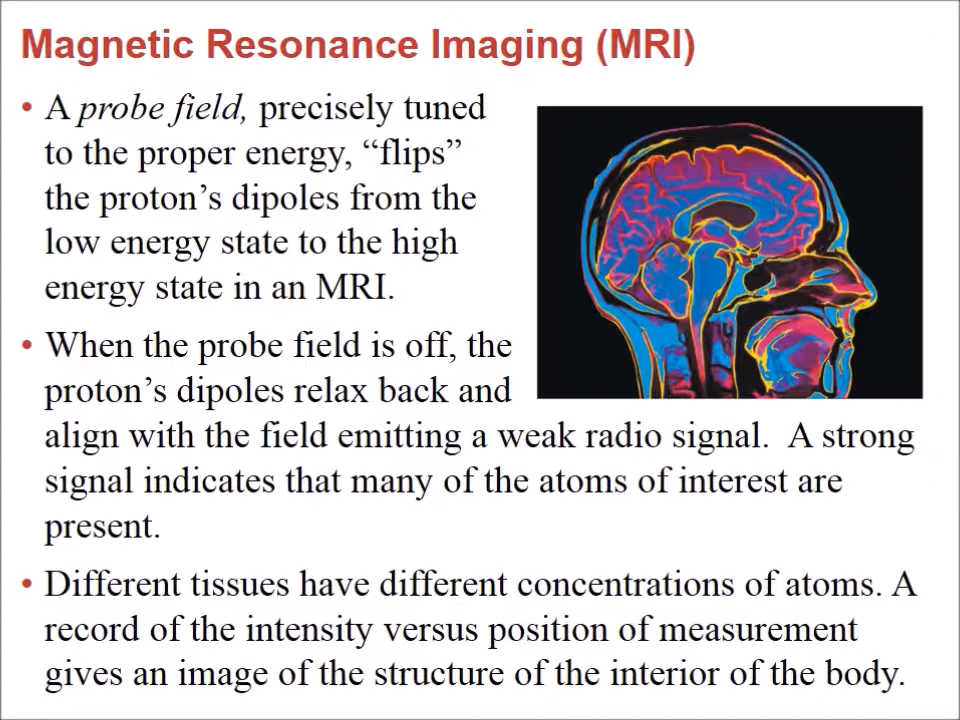 Magnetic Resonance Imaging (MRI)
• A probe field, precisely tuned
to the proper energy, “flips”
the proton’s dipoles from the
low energy state to the high
energy state in an MRI.
• When the probe field is off, the
proton’s dipoles relax back and
align with the field emitting a weak radio signal.  A strong
signal indicates that many of the atoms of interest are
present.
• Different tissues have different concentrations of atoms. A
record of the intensity versus position of measurement
gives an image of the structure of the interior of the body.